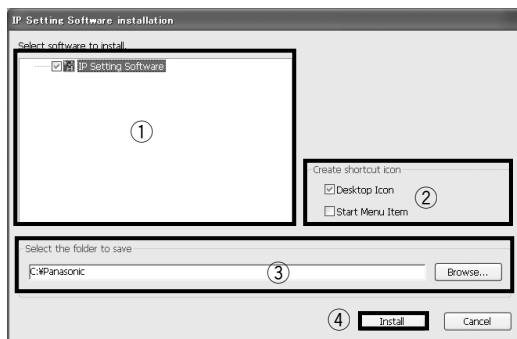 IP Setting Software installation
Select software to install.
IP Setting Software
①
Create shortcut icon
Desktop Icon
②
Start Menu Item
Select the folder to save
C:¥Panasonic
③
Browse...
④
Install
Cancel